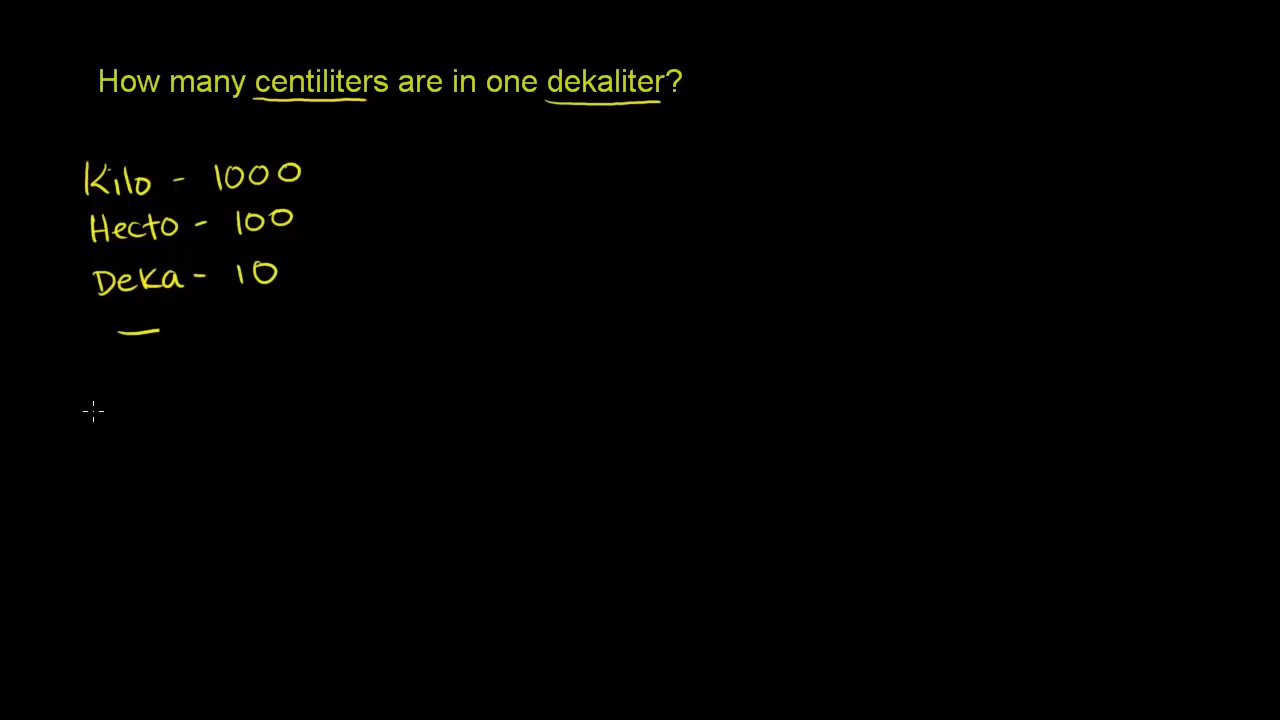 How many centiliters are in one dekaliter?
Kilo - 1000
Hecto - 100
Deka - 10